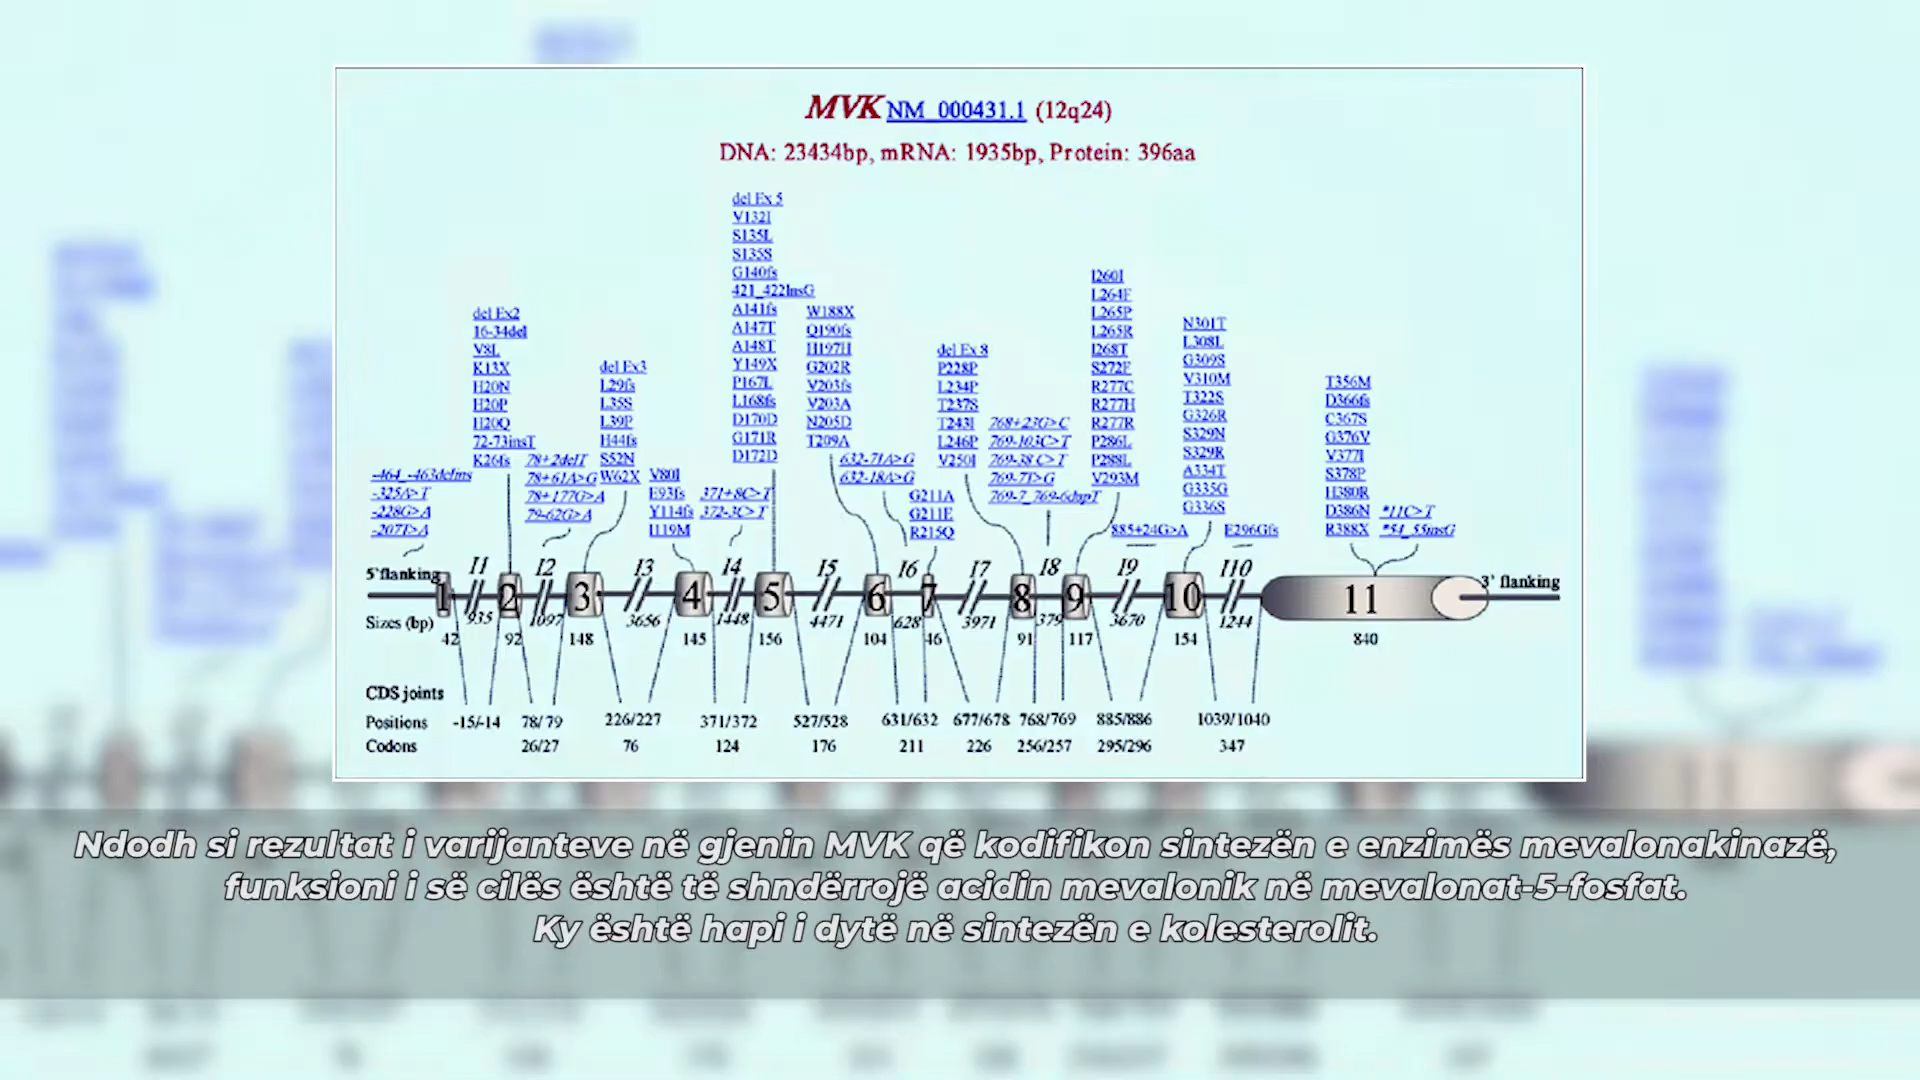 MVK NM_000431.1 (12q24)
DNA: 23434bp, mRNA: 1935bp, Protein: 396aa
-464_-463delins
-325A>T
-228G>A
-207T>A
del Ex2
16-34del
V8L
K13X
H20N
H20P
H20Q
72-73insT
K26fs
78+2delT
78+61A>G
78+177G>A
79-62G>A
del Ex3
L29fs
L35S
L39P
H44fs
S52N
W62X
V80I
E93fs
Y114fs
I119M
371+8C>T
372-3C>T
del Ex 5
V132I
S135L
S135S
G140fs
421_422InsG
A141fs
A147T
A148T
Y149X
P167L
L168fs
D170D
G171R
D172D
W188X
Q190fs
H197H
G202R
V203fs
V203A
N205D
T209A
632-71A>G
632-18A>G
G211A
G211E
R215Q
del Ex 8
P228P
L234P
T237S
T243I
L246P
V250I
768+23G>C
769-103C>T
769-38 C>T
769-7T>G
769-7_769-6dupT
I260I
L264F
L265P
L265R
I268T
S272F
R277C
R277H
R277R
P286L
P288L
V293M
885+24G>A
N301T
L308L
G309S
V310M
T322S
G326R
S329N
S329R
A334T
G335G
G336S
E296Gfs
T356M
D366fs
C367S
G376V
V377I
S378P
H380R
D386N
R388X
*11C>T
*54_55insG
5`flanking I1 I2 I3 I4 I5 I6 I7 I8 I9 I10 3' flanking
1 2 3 4 5 6 7 8 9 10 11
Sizes (bp) 935 1097 3656 1448 4471 628 3971 379 3670 1244
42 92 148 145 156 104 46 91 117 154 840
CDS joints
Positions -15/-14 78/79 226/227 371/372 527/528 631/632 677/678 768/769 885/886 1039/1040
Codons 26/27 76 124 176 211 226 256/257 295/296 347
Ndodh si rezultat i varijanteve në gjenin MVK që kodifikon sintezën e enzimës mevalonakinazë,
funksioni i së cilës është të shndërrojë acidin mevalonik në mevalonat-5-fosfat.
Ky është hapi i dytë në sintezën e kolesterolit.